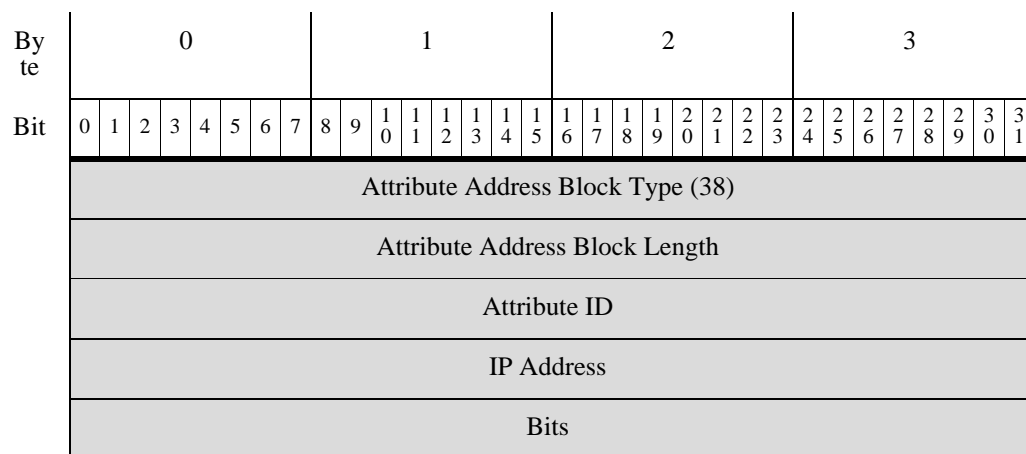 Byte 0 1 2 3
Bit 0 1 2 3 4 5 6 7 8 9 10 11 12 13 14 15 16 17 18 19 20 21 22 23 24 25 26 27 28 29 30 31
Attribute Address Block Type (38)
Attribute Address Block Length
Attribute ID
IP Address
Bits